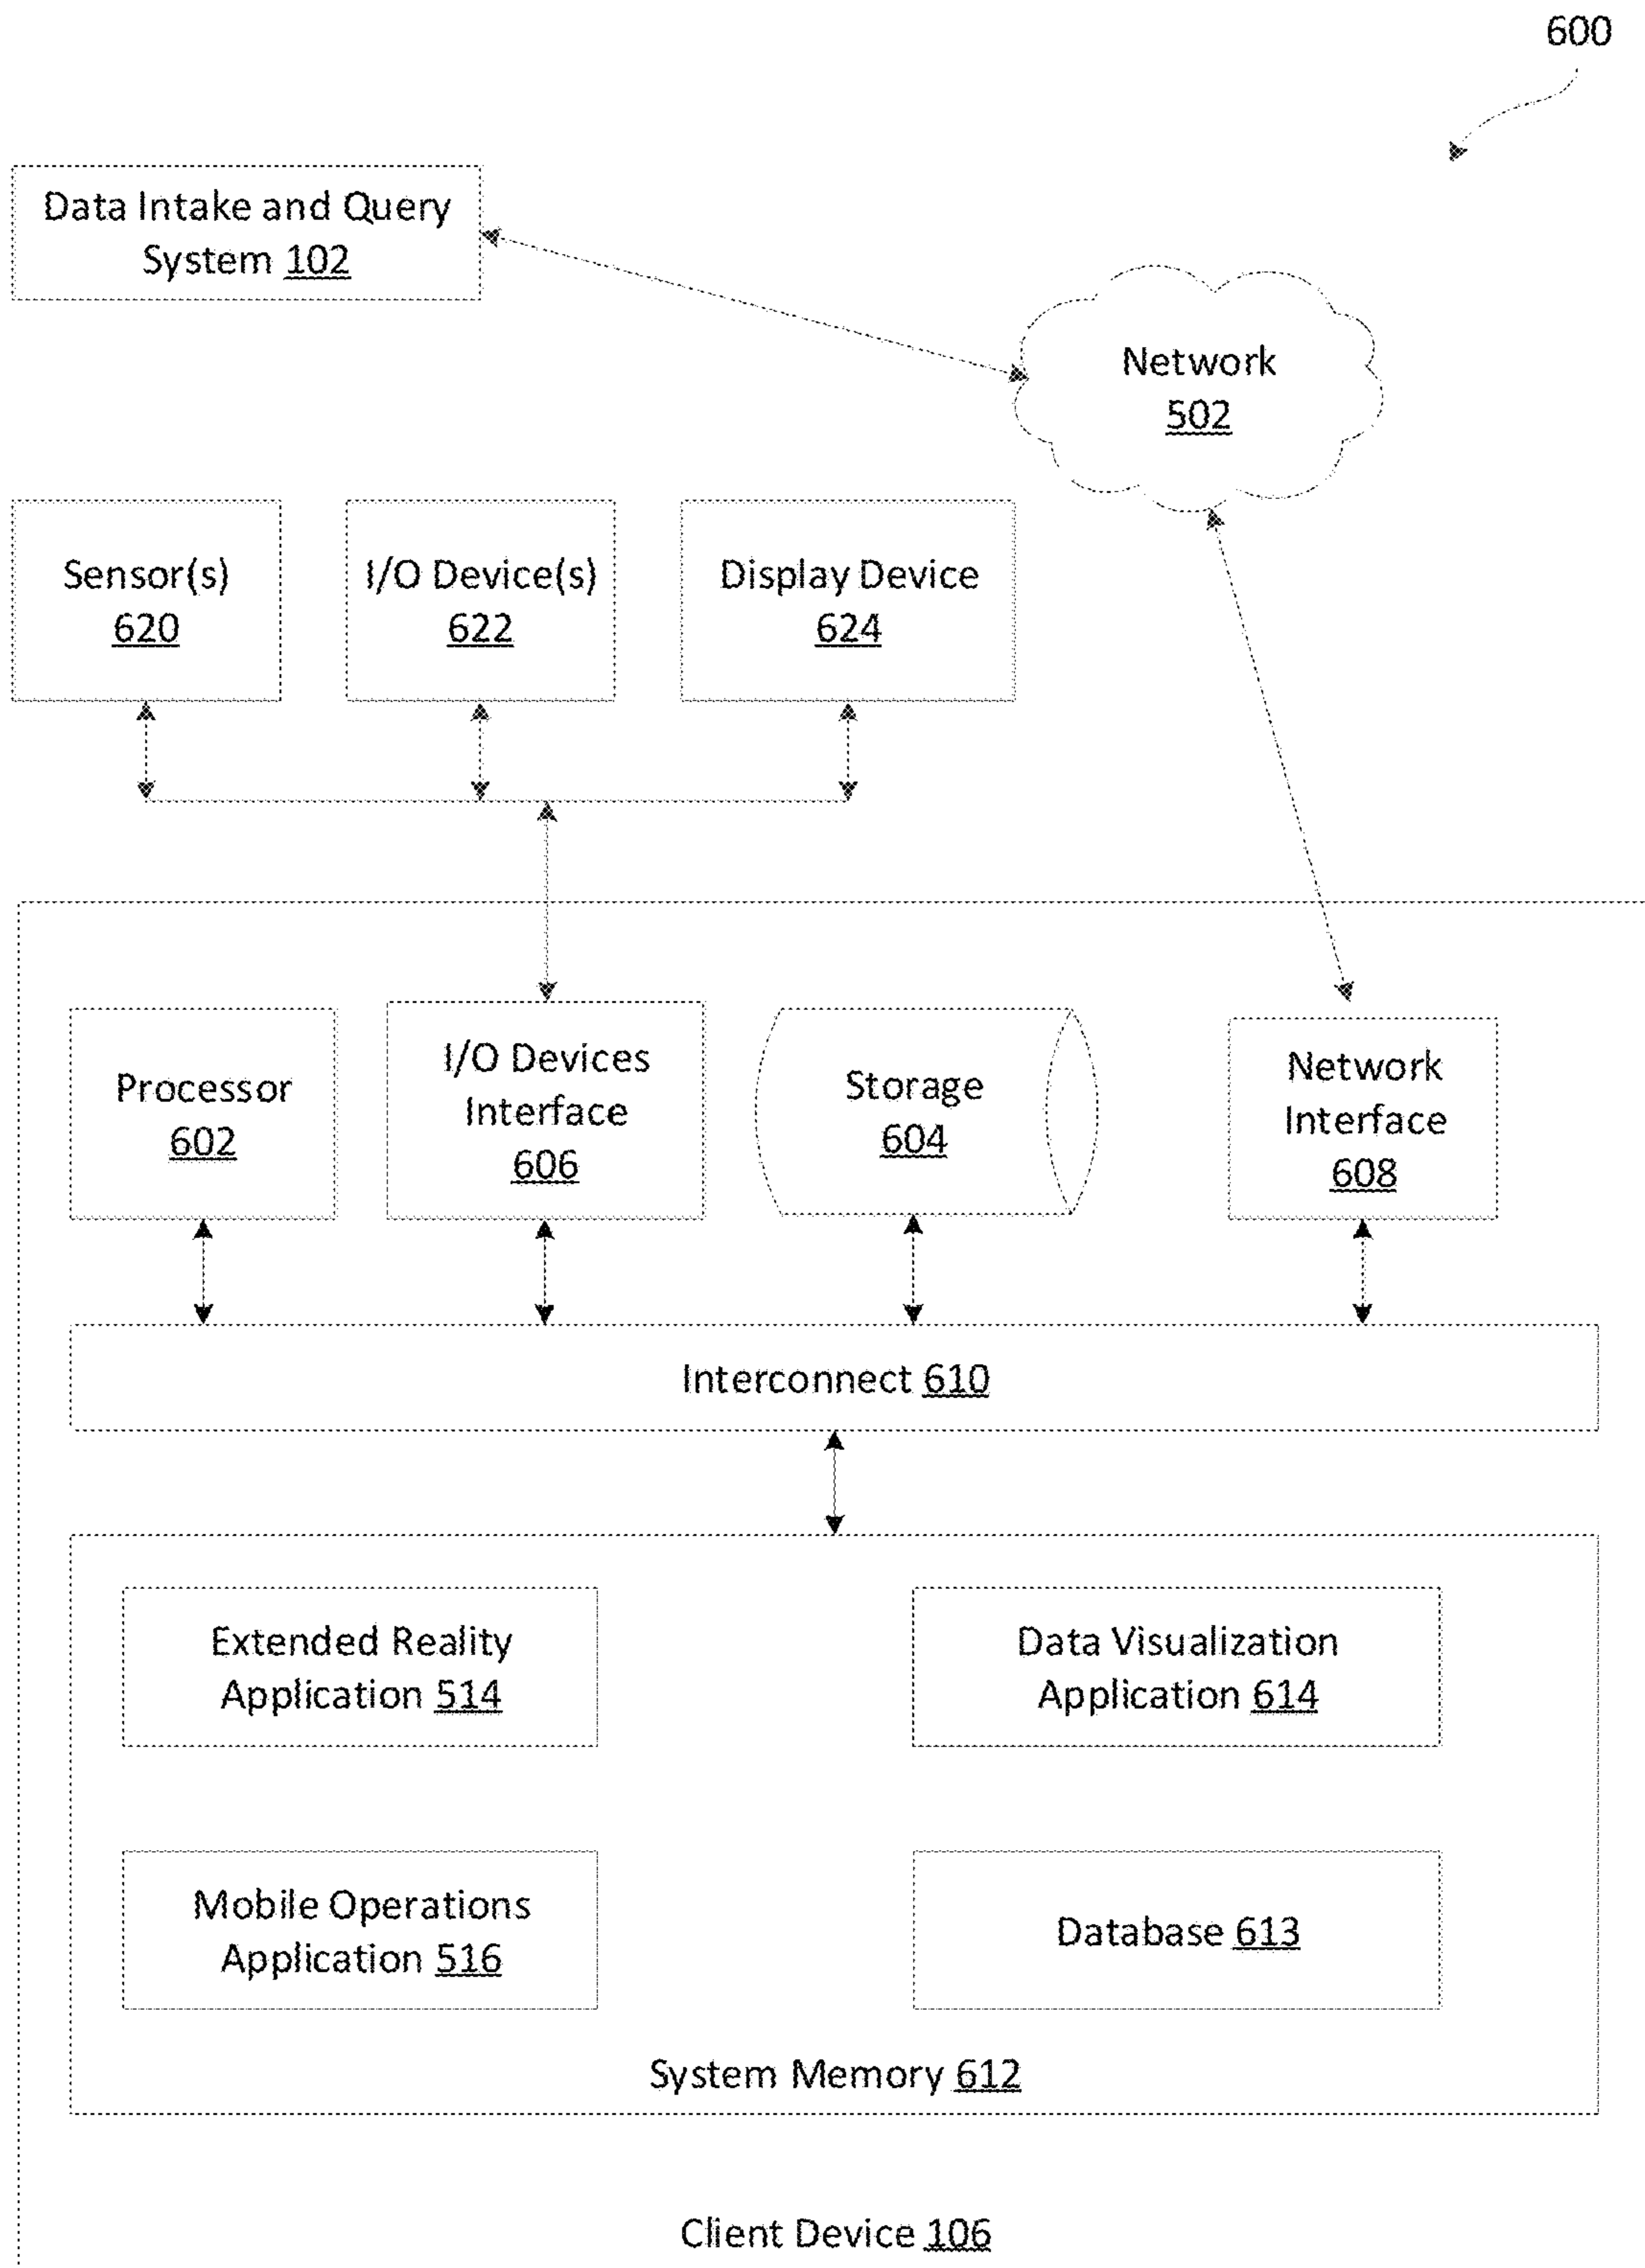 600
Data Intake and Query
System 102
Network
502
Sensor(s)
620
I/O Device(s)
622
Display Device
624
Processor
602
I/O Devices
Interface
606
Storage
604
Network
Interface
608
Interconnect 610
Extended Reality
Application 514
Data Visualization
Application 614
Mobile Operations
Application 516
Database 613
System Memory 612
Client Device 106